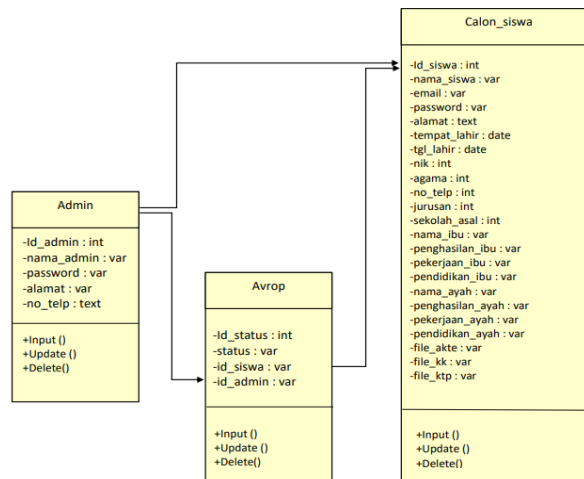 Calon_siswa
-Id_siswa : int
-nama_siswa : var
-email : var
-password : var
-alamat : text
-tempat_lahir : date
-tgl_lahir : date
-nik : int
-agama : int
-no_telp : int
-jurusan : int
-sekolah_asal : int
-nama_ibu : var
-penghasilan_ibu : var
-pekerjaan_ibu : var
-pendidikan_ibu : var
-nama_ayah : var
-penghasilan_ayah : var
-pekerjaan_ayah : var
-pendidikan_ayah : var
-file_akte : var
-file_kk : var
-file_ktp : var
+Input ()
+Update ()
+Delete()
Admin
-Id_admin : int
-nama_admin : var
-password : var
-alamat : var
-no_telp : text
+Input ()
+Update ()
+Delete()
Avrop
-Id_status : int
-status : var
-id_siswa : var
-id_admin : var
+Input ()
+Update ()
+Delete()